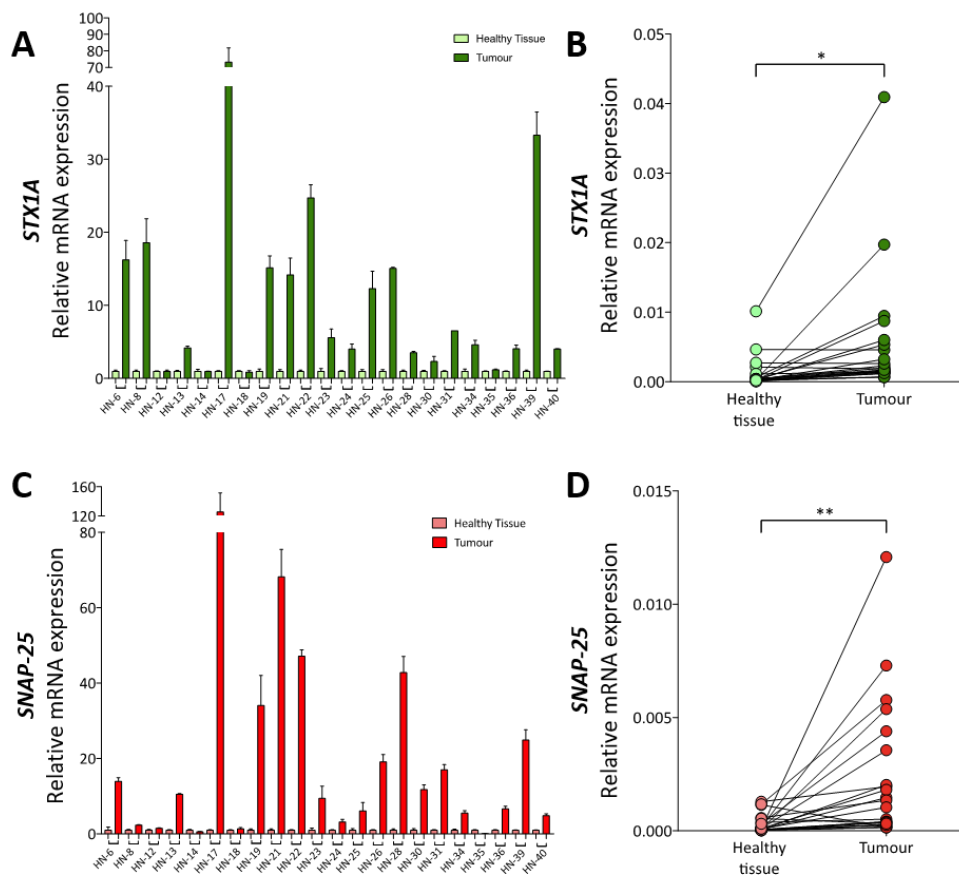 A
STX1A
Relative mRNA expression
100
90
80
70
40
30
20
10
0
Healthy Tissue
Tumour
HN-6 [
HN-8 [
HN-12 [
HN-13 [
HN-14 [
HN-17 [
HN-18 [
HN-19 [
HN-21 [
HN-22 [
HN-23 [
HN-24 [
HN-25 [
HN-26 [
HN-28 [
HN-30 [
HN-31 [
HN-34 [
HN-35 [
HN-36 [
HN-39 [
HN-40 [
B
STX1A
Relative mRNA expression
0.05
0.04
0.03
0.02
0.01
0.00
*
Healthy
tissue
Tumour
C
SNAP-25
Relative mRNA expression
160
120
80
60
40
20
0
Healthy Tissue
Tumour
HN-6 [
HN-8 [
HN-12 [
HN-13 [
HN-14 [
HN-17 [
HN-18 [
HN-19 [
HN-21 [
HN-22 [
HN-23 [
HN-24 [
HN-25 [
HN-26 [
HN-28 [
HN-30 [
HN-31 [
HN-34 [
HN-35 [
HN-36 [
HN-39 [
HN-40 [
D
SNAP-25
Relative mRNA expression
0.015
0.010
0.005
0.000
**
Healthy
tissue
Tumour